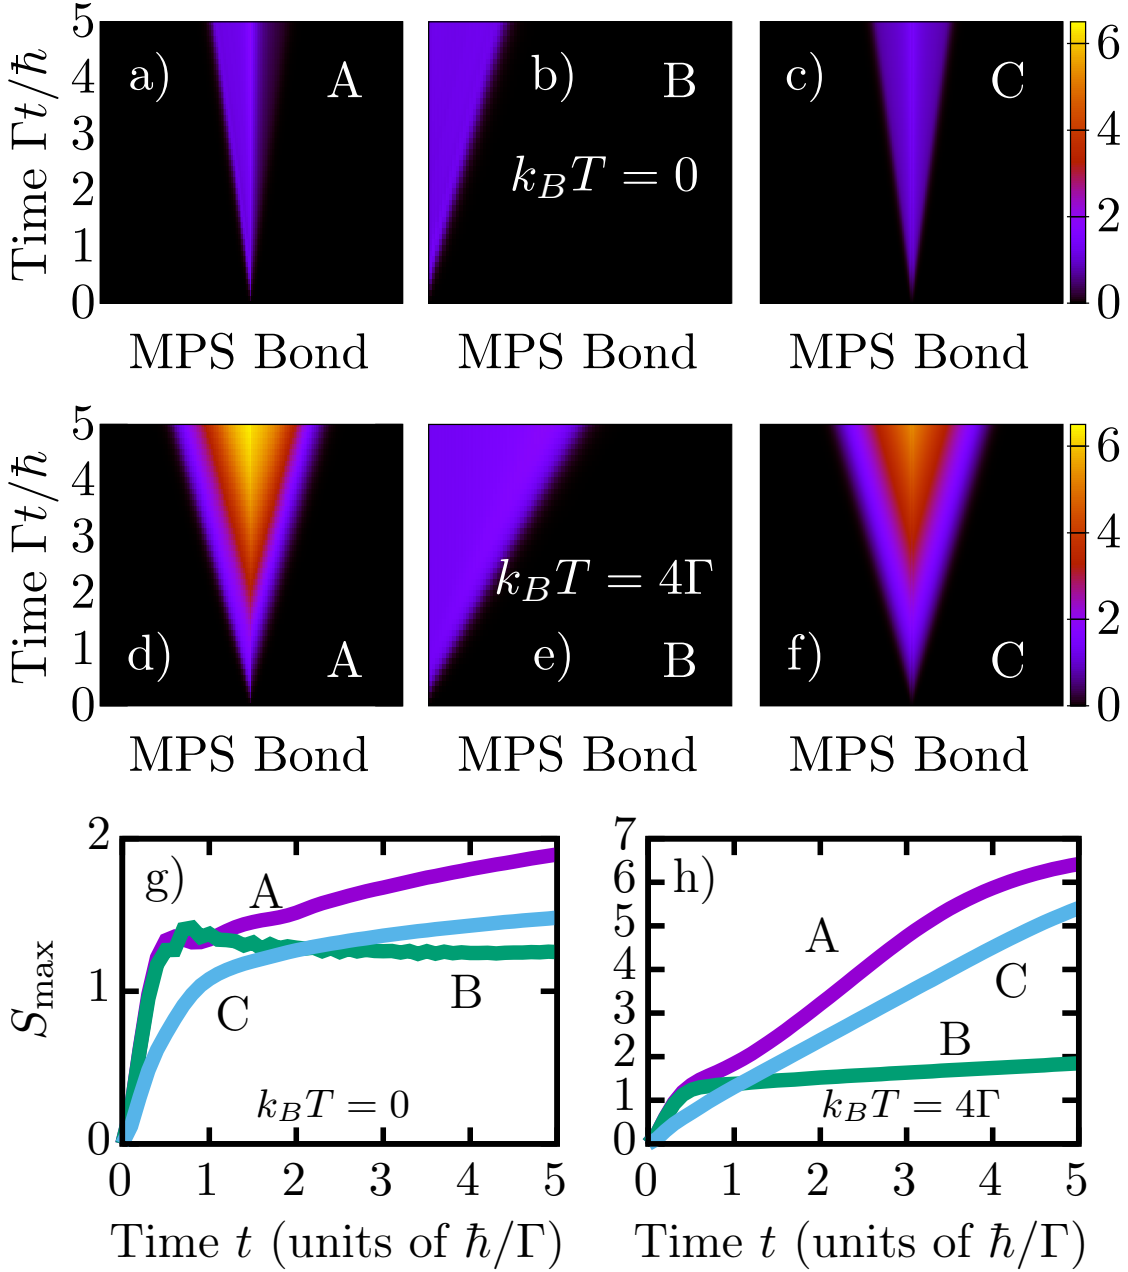 Time Γt/ħ
5
4
3
2
1
0
a)
A
b)
B
k_BT = 0
c)
C
6
4
2
0
MPS Bond
MPS Bond
MPS Bond
Time Γt/ħ
5
4
3
2
1
0
d)
A
k_BT = 4Γ
e)
B
f)
C
6
4
2
0
MPS Bond
MPS Bond
MPS Bond
S_max
2
1
0
g)
A
B
C
k_BT = 0
0 1 2 3 4 5
Time t (units of ħ/Γ)
7
6
5
4
3
2
1
0
h)
A
C
B
k_BT = 4Γ
0 1 2 3 4 5
Time t (units of ħ/Γ)